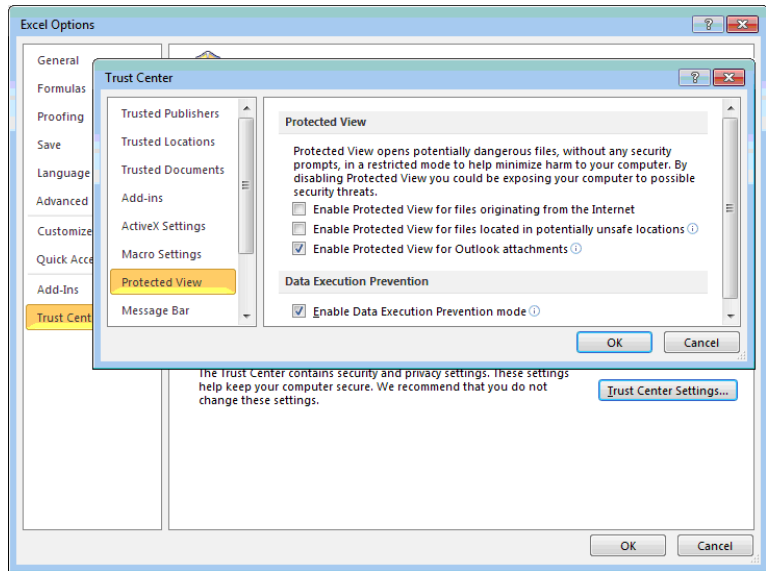 Excel Options
General
Formulas
Proofing
Save
Language
Advanced
Customize
Quick Acce
Add-Ins
Trust Cent
Trust Center
Trusted Publishers
Trusted Locations
Trusted Documents
Add-ins
ActiveX Settings
Macro Settings
Protected View
Message Bar
Protected View
Protected View opens potentially dangerous files, without any security
prompts, in a restricted mode to help minimize harm to your computer. By
disabling Protected View you could be exposing your computer to possible
security threats.
Enable Protected View for files originating from the Internet
Enable Protected View for files located in potentially unsafe locations
Enable Protected View for Outlook attachments
Data Execution Prevention
Enable Data Execution Prevention mode
OK Cancel
The Trust Center contains security and privacy settings. These settings
help keep your computer secure. We recommend that you do not
change these settings.
Trust Center Settings...
OK Cancel